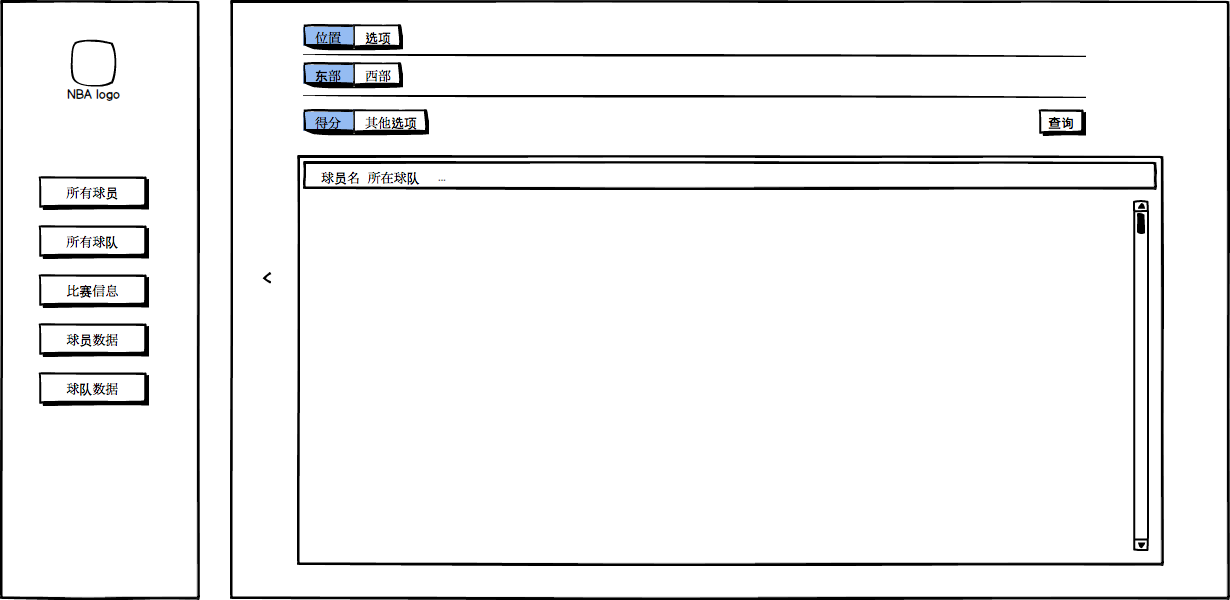 NBA logo
所有球员
所有球队
比赛信息
球员数据
球队数据
位置 选项
东部 西部
得分 其他选项
查询
球员名 所在球队 ...
<